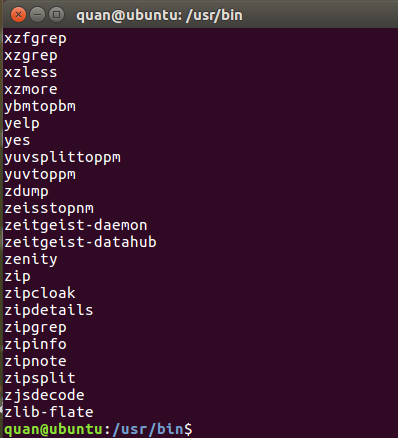 quan@ubuntu: /usr/bin
xzfgrep
xzgrep
xzless
xzmore
ybmtopbm
yelp
yes
yuvsplittoppm
yuvtoppm
zdump
zeisstopnm
zeitgeist-daemon
zeitgeist-datahub
zenity
zip
zipcloak
zipdetails
zipgrep
zipinfo
zipnote
zipsplit
zjsdecode
zlib-flate
quan@ubuntu:/usr/bin$